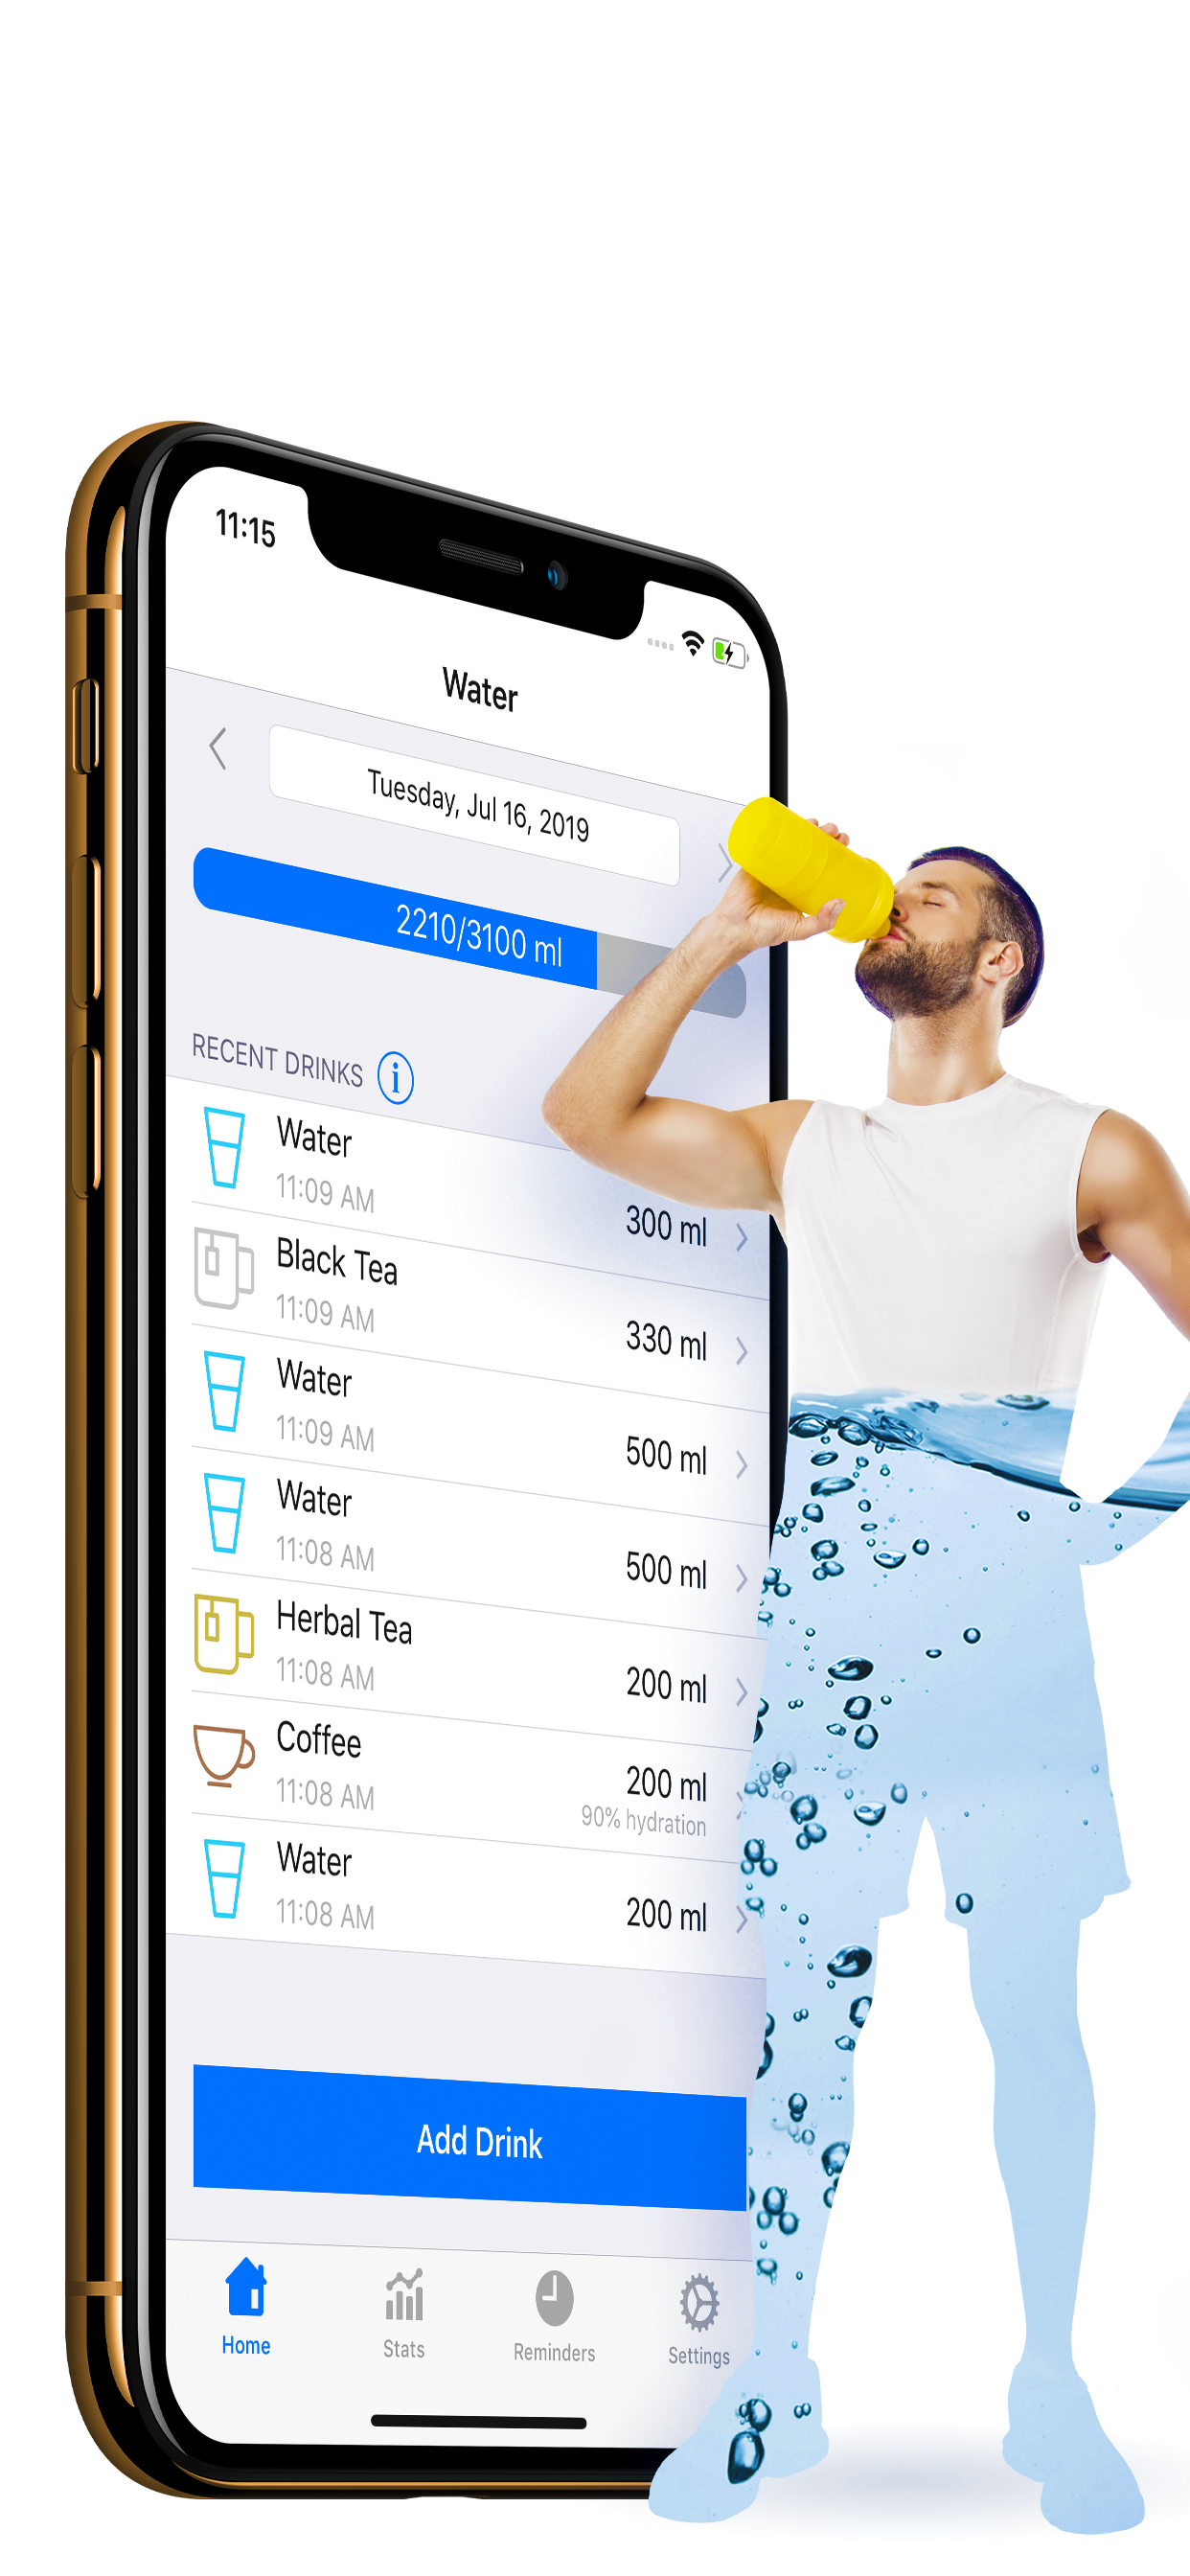 11:15
Water
Tuesday, Jul 16, 2019
2210/3100 ml
RECENT DRINKS i
Water
11:09 AM
300 ml
Black Tea
11:09 AM
330 ml
Water
11:09 AM
500 ml
Water
11:08 AM
500 ml
Herbal Tea
11:08 AM
200 ml
Coffee
11:08 AM
200 ml
90% hydration
Water
11:08 AM
200 ml
Add Drink
Home Stats Reminders Settings